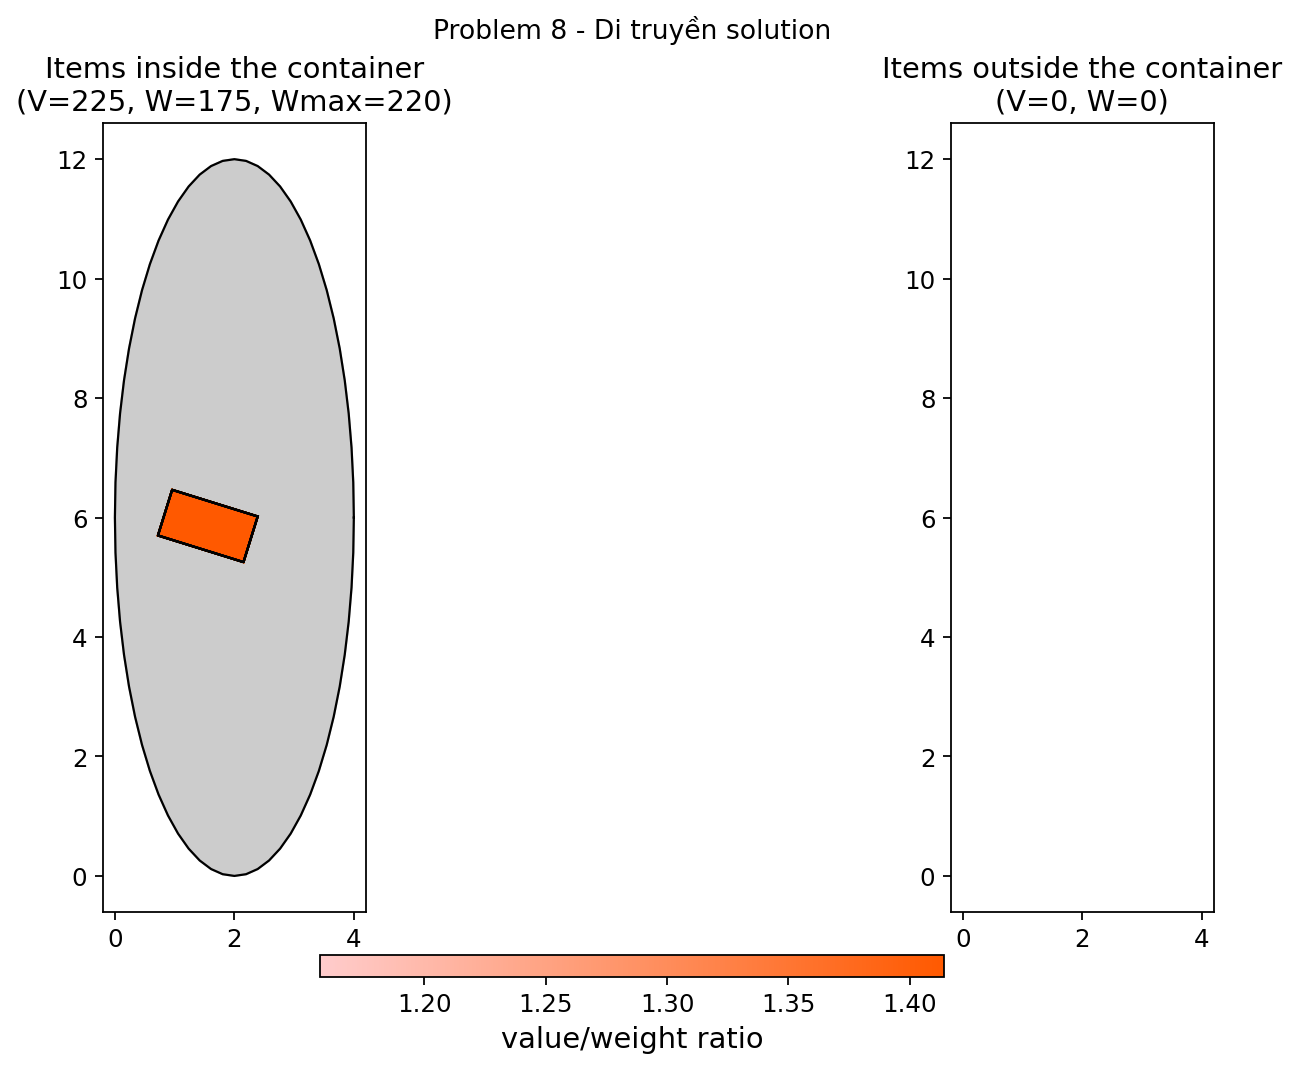 Problem 8 - Di truyền solution
Items inside the container
(V=225, W=175, Wmax=220)
Items outside the container
(V=0, W=0)
12
10
8
6
4
2
0
0 2 4
12
10
8
6
4
2
0
0 2 4
1.20 1.25 1.30 1.35 1.40
value/weight ratio